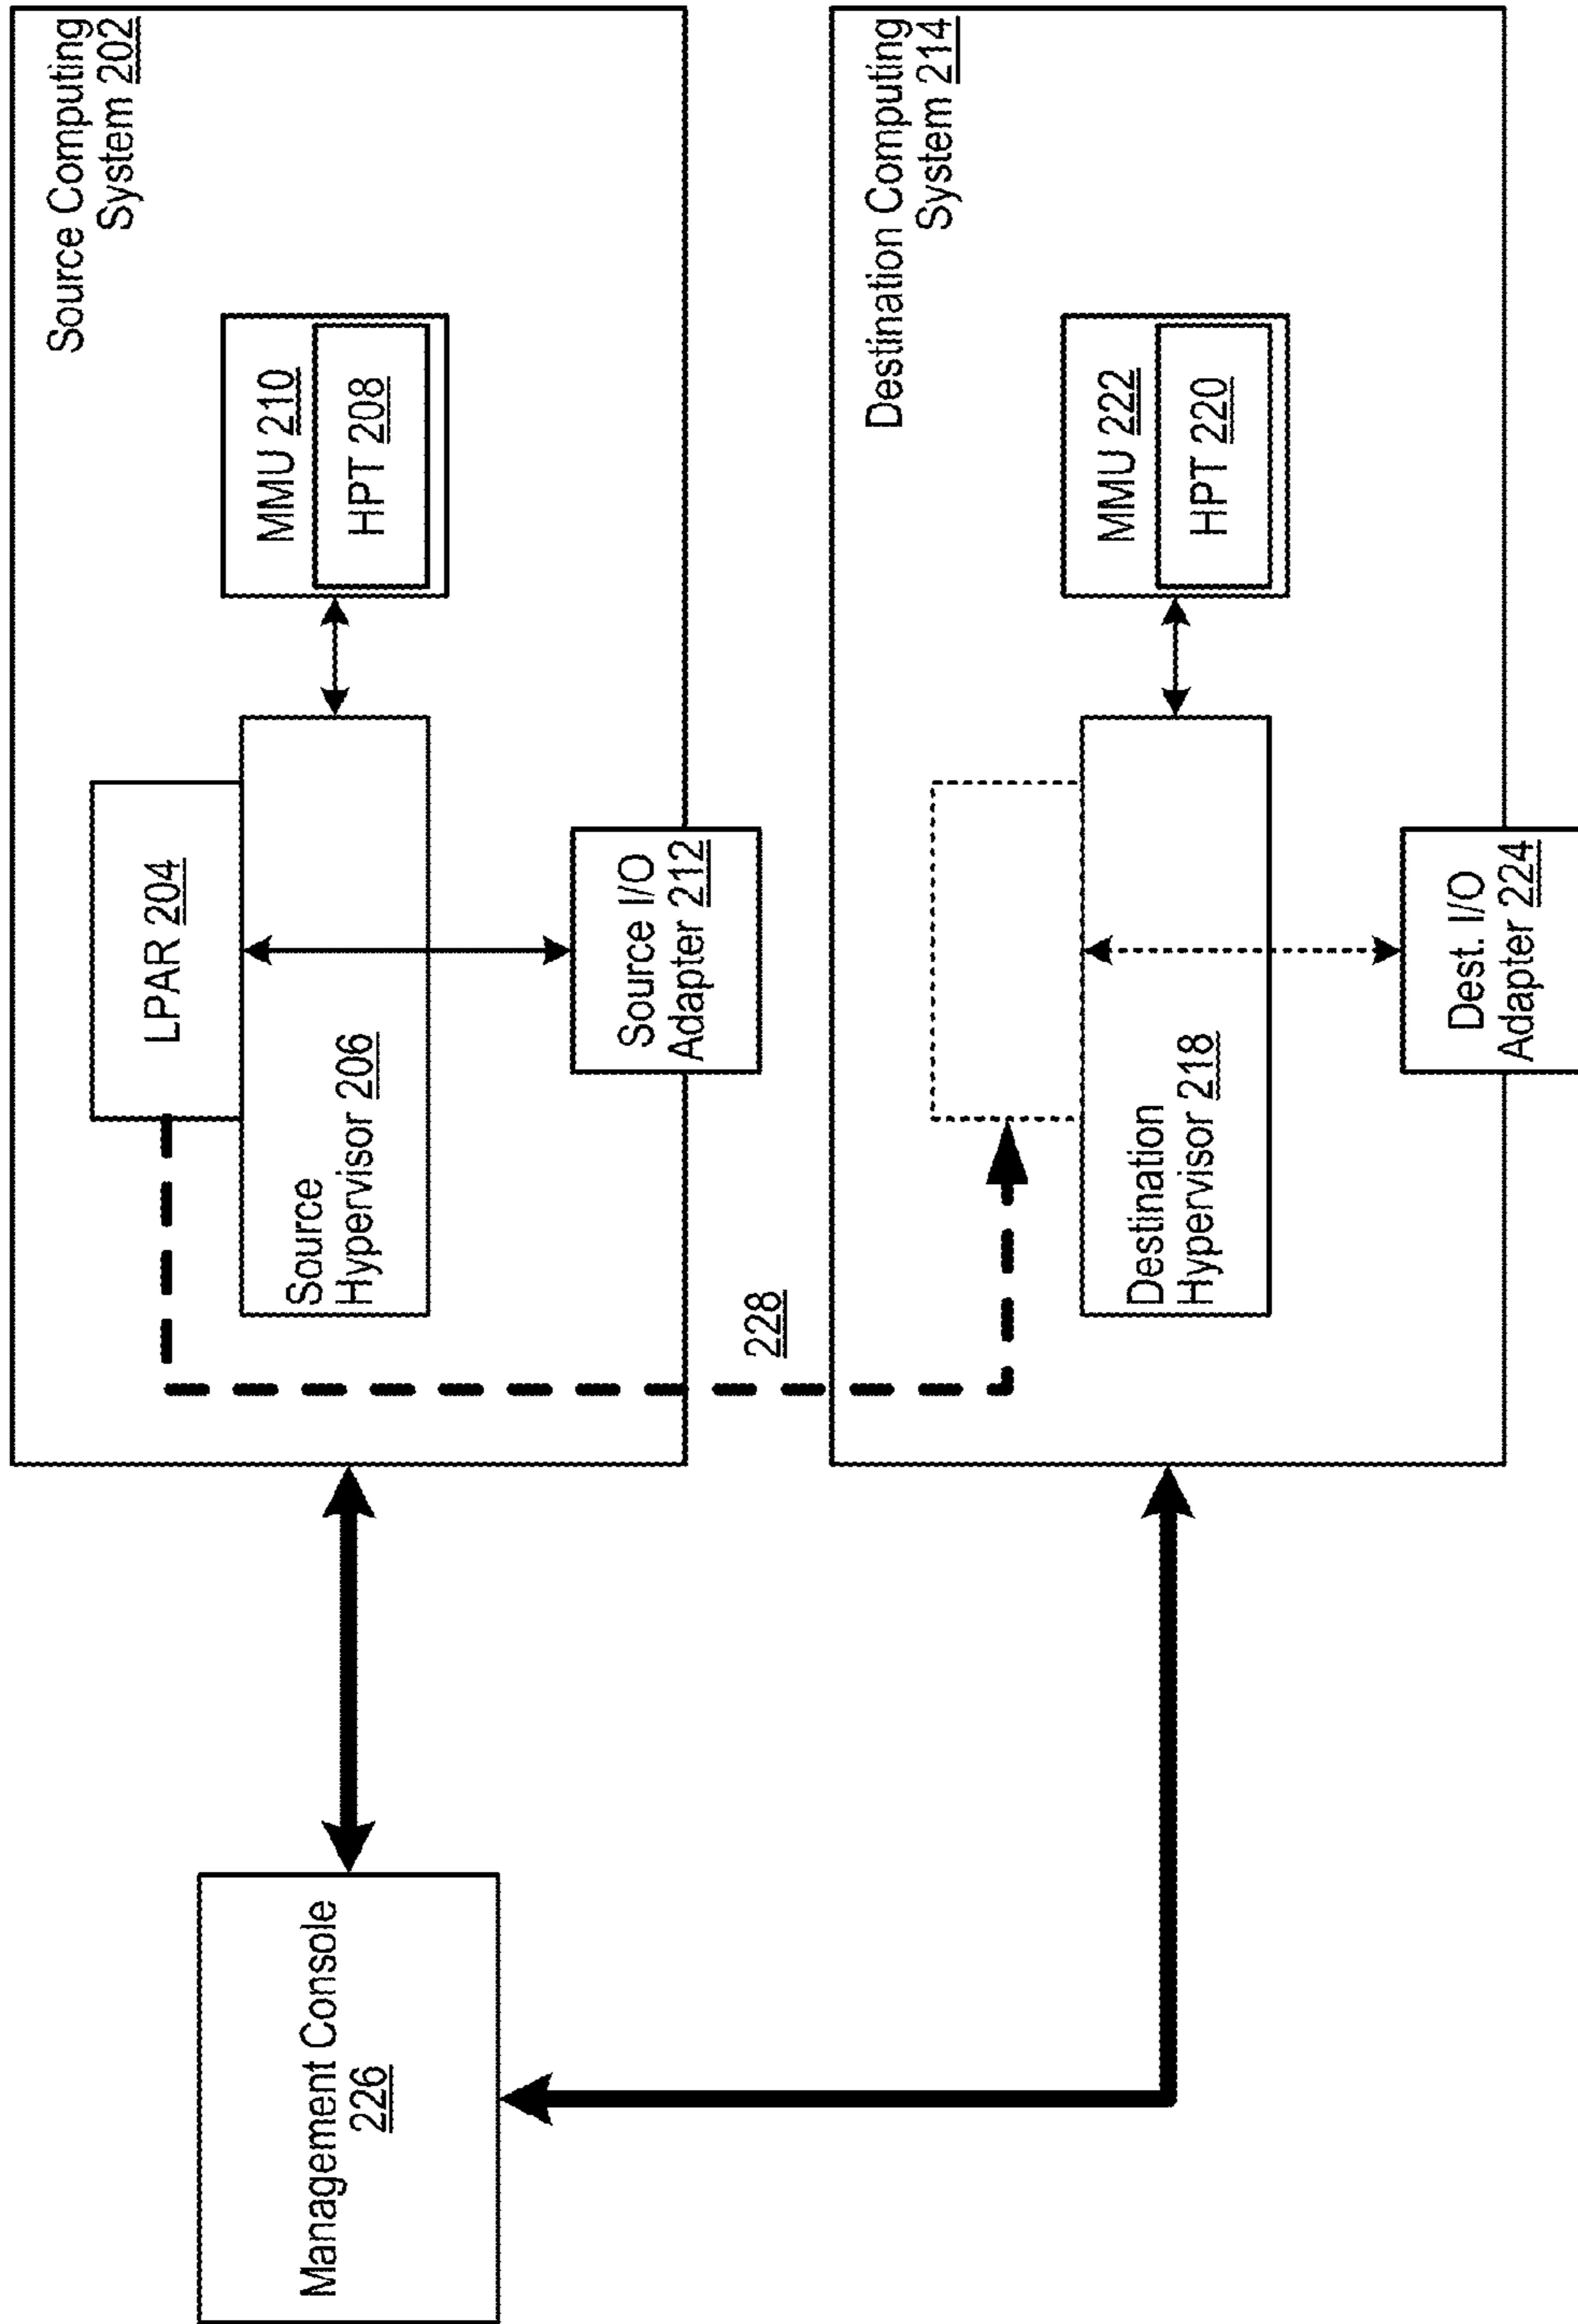 Management Console
226
Source Computing
System 202
LPAR 204
Source
Hypervisor 206
MMU 210
HPT 208
Source I/O
Adapter 212
228
Destination Computing
System 214
Destination
Hypervisor 218
MMU 222
HPT 220
Dest. I/O
Adapter 224